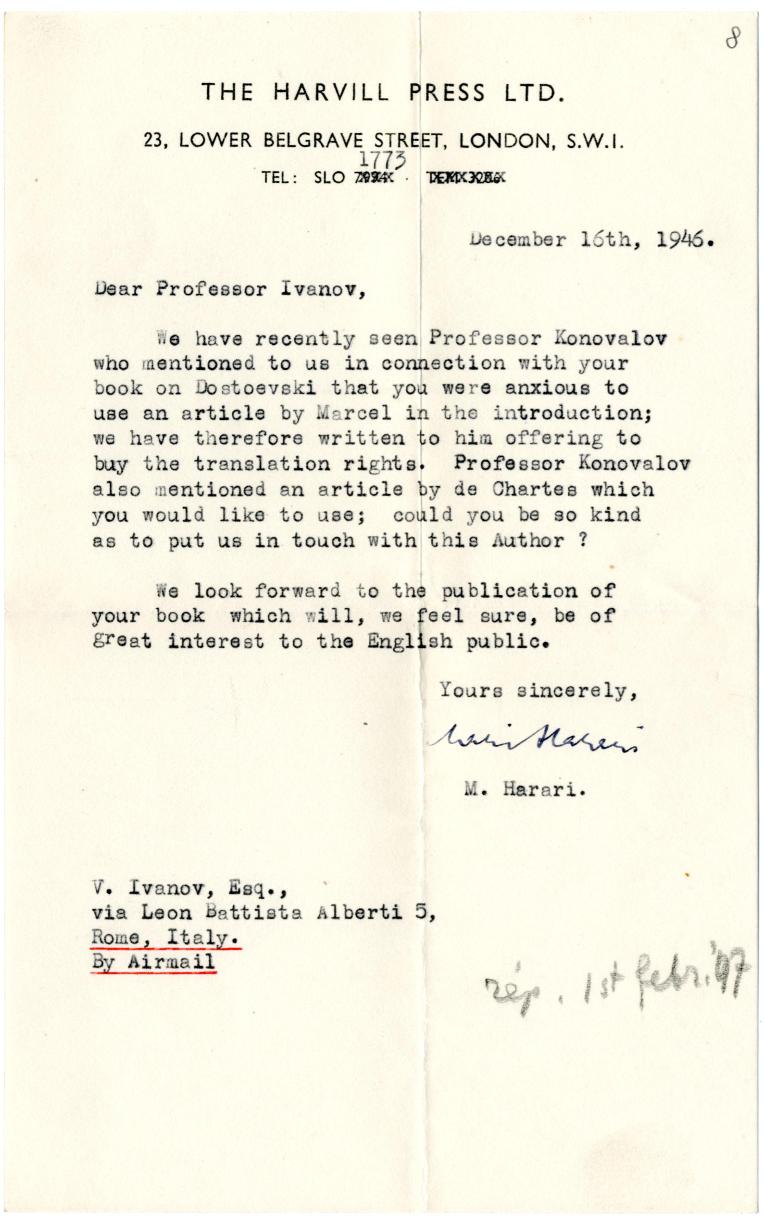 8
THE HARVILL PRESS LTD.
23, LOWER BELGRAVE STREET, LONDON, S.W.1.
1773
TEL: SLO
December 16th, 1946.
Dear Professor Ivanov,
We have recently seen Professor Konovalov
who mentioned to us in connection with your
book on Dostoevski that you were anxious to
use an article by Marcel in the introduction;
we have therefore written to him offering to
buy the translation rights. Professor Konovalov
also mentioned an article by de Chartes which
you would like to use; could you be so kind
as to put us in touch with this Author ?
We look forward to the publication of
your book which will, we feel sure, be of
great interest to the English public.
Yours sincerely,
M. Harari.
V. Ivanov, Esq.,
via Leon Battista Alberti 5,
Rome, Italy.
By Airmail
rép. 1st febr. '47